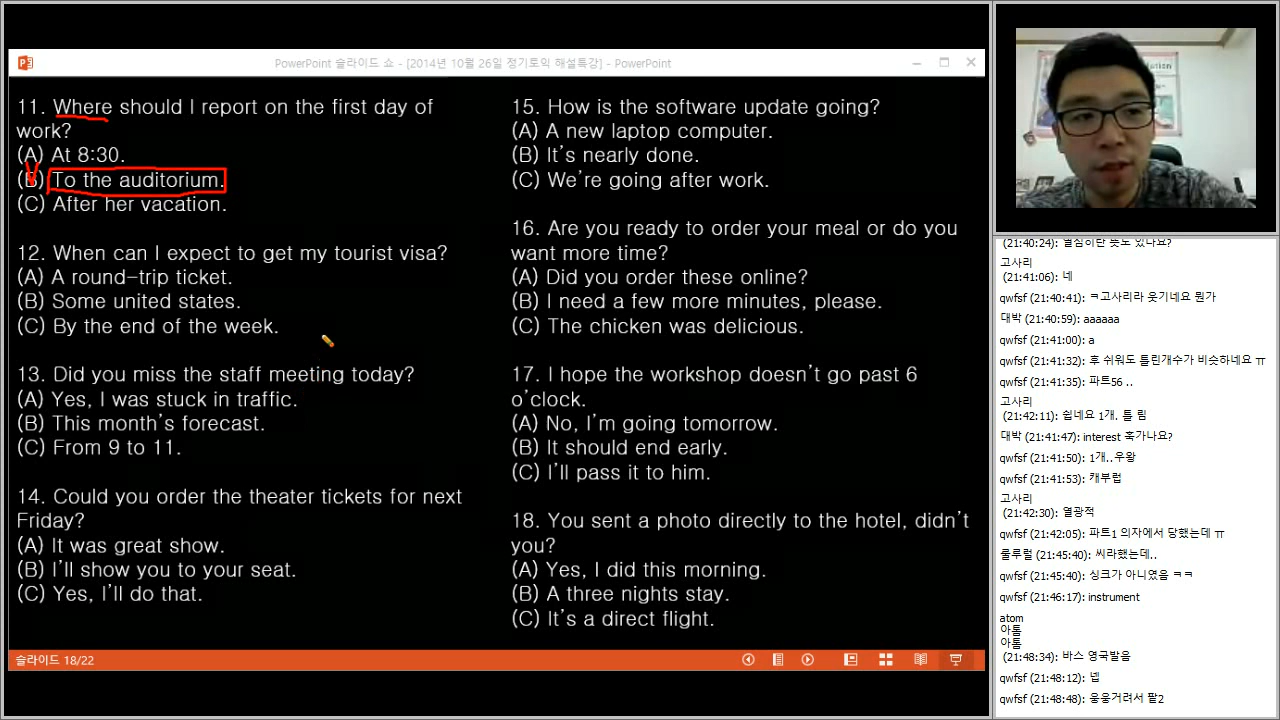 PowerPoint 슬라이드 쇼 - [2014년 10월 26일 정기토익 해설특강] - PowerPoint
11. Where should I report on the first day of
work?
(A) At 8:30.
(B) To the auditorium.
(C) After her vacation.
12. When can I expect to get my tourist visa?
(A) A round-trip ticket.
(B) Some united states.
(C) By the end of the week.
13. Did you miss the staff meeting today?
(A) Yes, I was stuck in traffic.
(B) This month's forecast.
(C) From 9 to 11.
14. Could you order the theater tickets for next
Friday?
(A) It was great show.
(B) I'll show you to your seat.
(C) Yes, I'll do that.
15. How is the software update going?
(A) A new laptop computer.
(B) It's nearly done.
(C) We're going after work.
16. Are you ready to order your meal or do you
want more time?
(A) Did you order these online?
(B) I need a few more minutes, please.
(C) The chicken was delicious.
17. I hope the workshop doesn't go past 6
o'clock.
(A) No, I'm going tomorrow.
(B) It should end early.
(C) I'll pass it to him.
18. You sent a photo directly to the hotel, didn't
you?
(A) Yes, I did this morning.
(B) A three nights stay.
(C) It's a direct flight.
슬라이드 18/22
(21:40:24): 열심히란 뜻도 있나요?
고사리
(21:41:06): 네
qwfsf (21:40:41): ㅋ고사리라 웃기네요 뭔가
대박 (21:40:59): aaaaaa
qwfsf (21:41:00): a
qwfsf (21:41:32): 후 쉬워도 틀린개수가 비슷하네요 ㅠ
qwfsf (21:41:35): 파트56 ..
고사리
(21:42:11): 쉽네요 1개. 틀 림
대박 (21:41:47): interest 훅가나요?
qwfsf (21:41:50): 1개..우왕
qwfsf (21:41:53): 캐부럽
고사리
(21:42:30): 열광적
qwfsf (21:42:05): 파트1 의자에서 당했는데 ㅠ
룰루럴 (21:45:40): 씨라했는데..
qwfsf (21:45:40): 싱크가 아니였음 ㅋㅋ
qwfsf (21:46:17): instrument
atom
아톰
아톰
(21:48:34): 바스 영국발음
qwfsf (21:48:12): 넵
qwfsf (21:48:48): 웅웅거려서 팔2